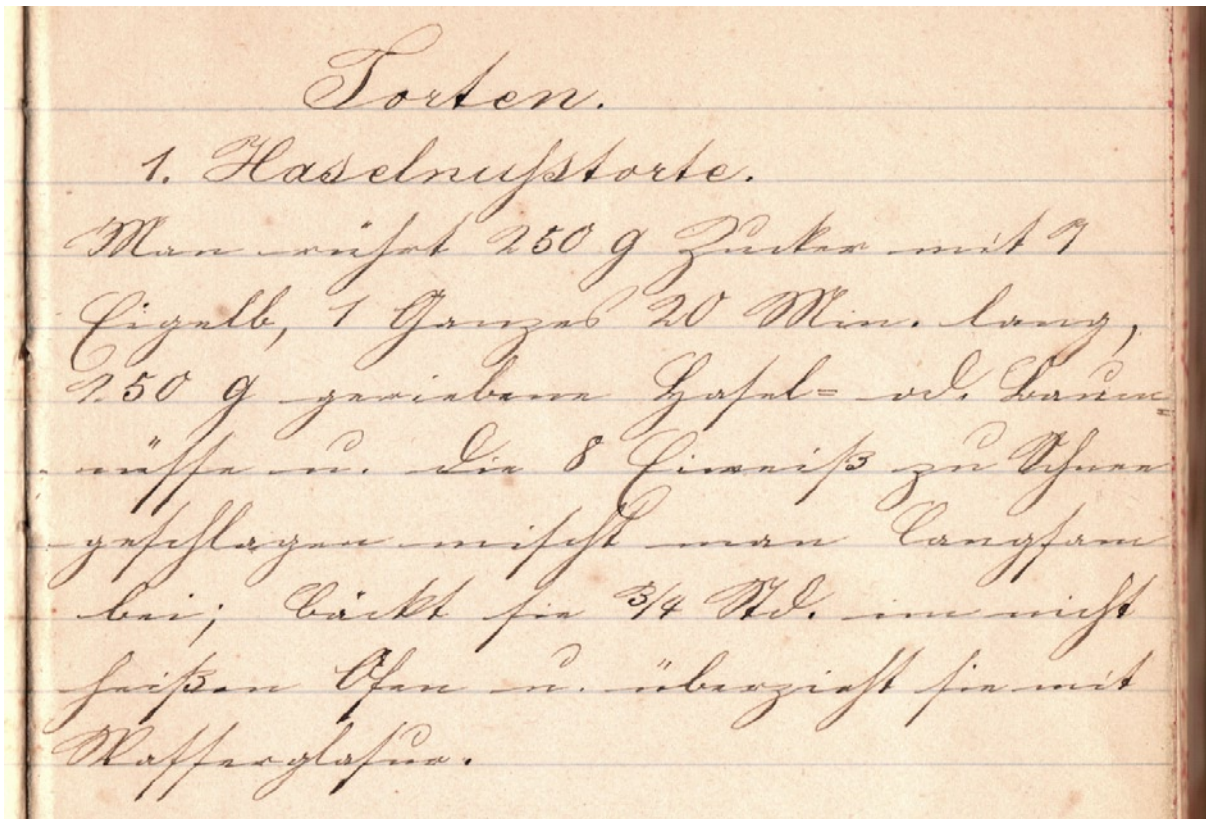 Torten.
1. Haselnußtorte.
Man rührt 250 g Zucker mit 7
Eigelb, 1 Ganzes 20 Min. lang,
250 g geriebene Hasel= od. Baum=
nüsse u. die 8 Eiweiß zu Schnee
geschlagen mischt man langsam
bei; bäckt sie 3/4 Std. im nicht
heißen Ofen u. überzieht sie mit
Wasserglasur.